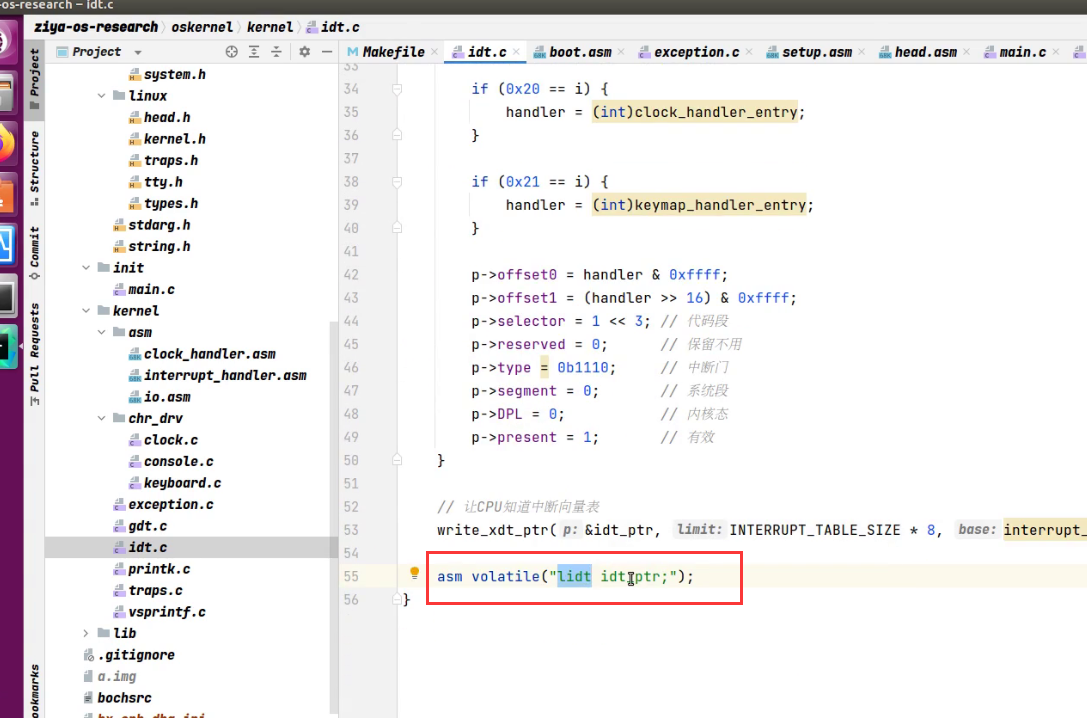 -os-research – idt.c
ziya-os-research oskernel kernel idt.c
Project
Makefile idt.c boot.asm exception.c setup.asm head.asm main.c
system.h
linux
head.h
kernel.h
traps.h
tty.h
types.h
stdarg.h
string.h
init
main.c
kernel
asm
clock_handler.asm
interrupt_handler.asm
io.asm
chr_drv
clock.c
console.c
keyboard.c
exception.c
gdt.c
idt.c
printk.c
traps.c
vsprintf.c
lib
.gitignore
a.img
bochsrc
Project
Structure
Commit
Pull Requests
ookmarks
33
34 if (0x20 == i) {
35 handler = (int)clock_handler_entry;
36 }
37
38 if (0x21 == i) {
39 handler = (int)keymap_handler_entry;
40 }
41
42 p->offset0 = handler & 0xffff;
43 p->offset1 = (handler >> 16) & 0xffff;
44 p->selector = 1 << 3; // 代码段
45 p->reserved = 0; // 保留不用
46 p->type = 0b1110; // 中断门
47 p->segment = 0; // 系统段
48 p->DPL = 0; // 内核态
49 p->present = 1; // 有效
50 }
51
52 // 让CPU知道中断向量表
53 write_xdt_ptr( p: &idt_ptr, limit: INTERRUPT_TABLE_SIZE * 8, base: interrupt_
54
55 asm volatile("lidt idt_ptr;");
56 }